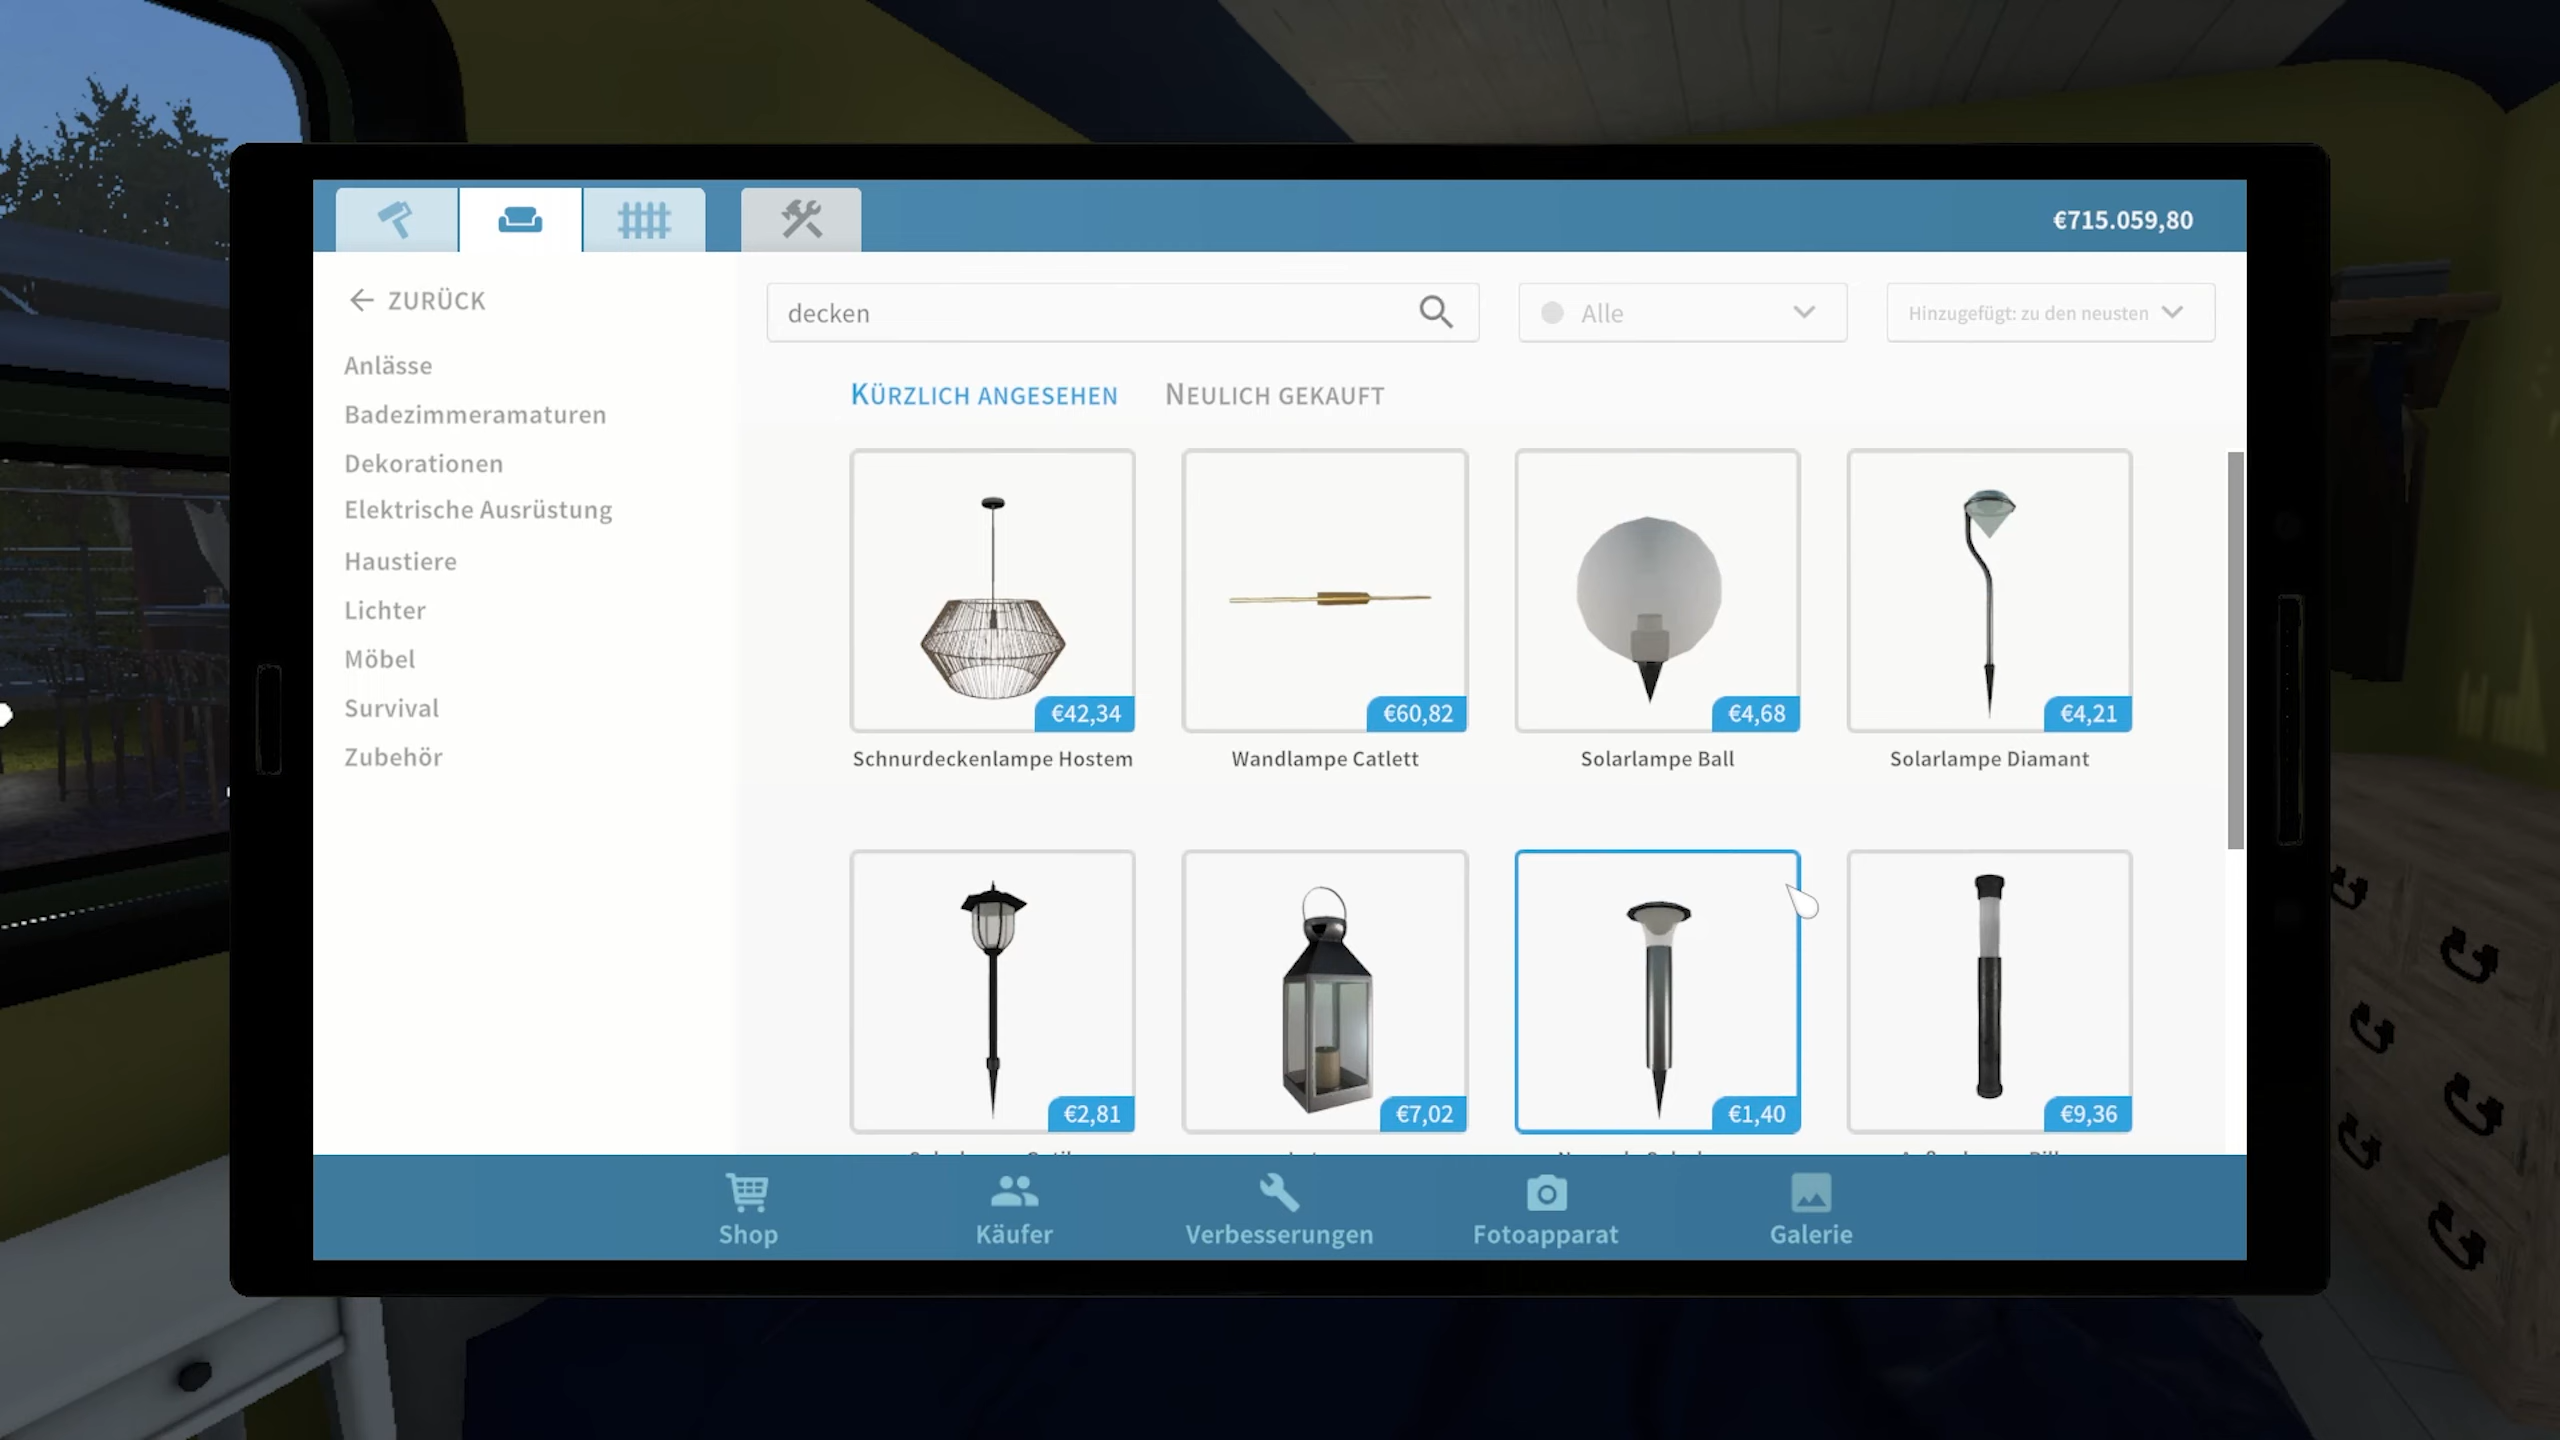 €715.059,80
ZURÜCK
decken
Alle
Hinzugefügt: zu den neusten
Anlässe
Badezimmeramaturen
Dekorationen
Elektrische Ausrüstung
Haustiere
Lichter
Möbel
Survival
Zubehör
KÜRZLICH ANGESEHEN
NEULICH GEKAUFT
€42,34
€60,82
€4,68
€4,21
Schnurdeckenlampe Hostem
Wandlampe Catlett
Solarlampe Ball
Solarlampe Diamant
€2,81
€7,02
€1,40
€9,36
Shop
Käufer
Verbesserungen
Fotoapparat
Galerie